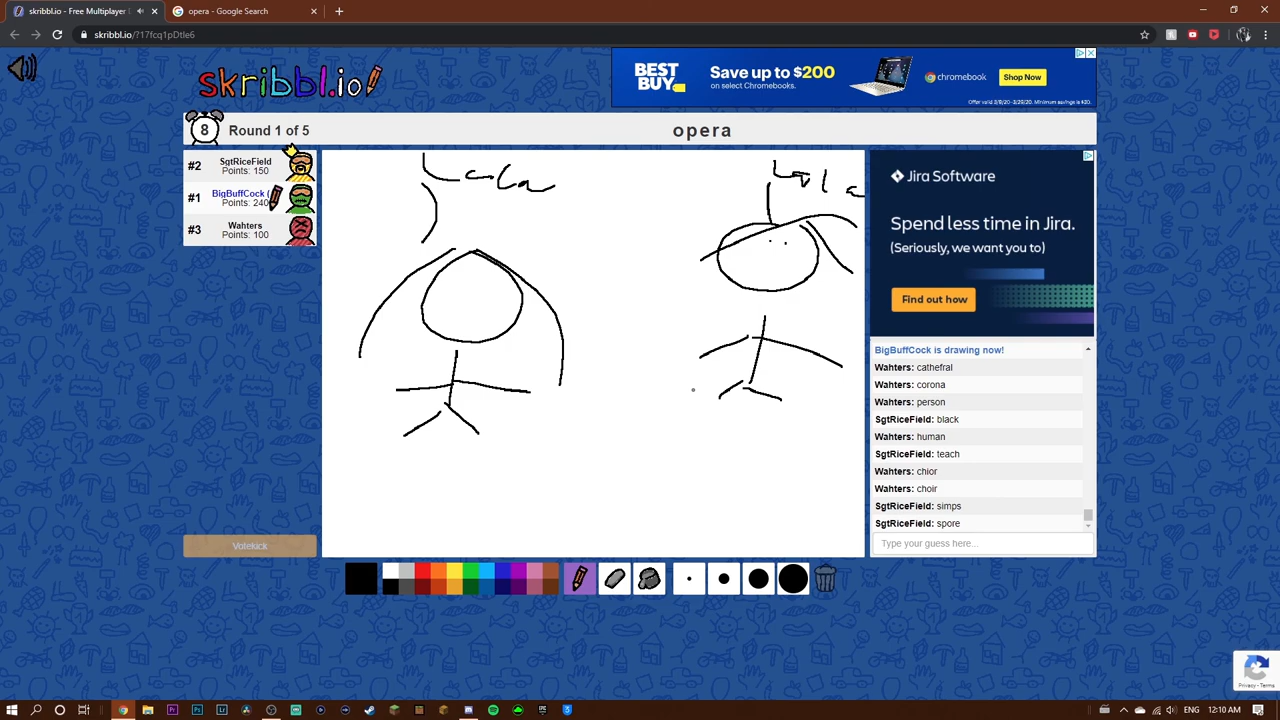 skribbl.io - Free Multiplayer
opera - Google Search
skribbl.io/?17fcq1pDtle6
skribbl.io
BEST
BUY
Save up to $200
on select Chromebooks.
chromebook
Shop Now
8
Round 1 of 5
opera
#2
SgtRiceField
Points: 150
#1
BigBuffCock (
Points: 240
#3
Wahters
Points: 100
Votekick
Lala
Lala
Jira Software
Spend less time in Jira.
(Seriously, we want you to)
Find out how
BigBuffCock is drawing now!
Wahters: cathefral
Wahters: corona
Wahters: person
SgtRiceField: black
Wahters: human
SgtRiceField: teach
Wahters: chior
Wahters: choir
SgtRiceField: simps
SgtRiceField: spore
Type your guess here...
Privacy - Terms
12:10 AM